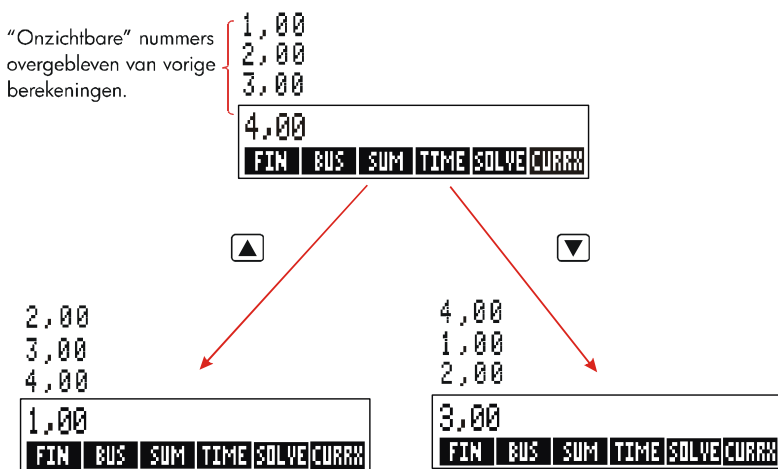 “Onzichtbare” nummers
overgebleven van vorige
berekeningen.
1,00
2,00
3,00
4,00
FIN BUS SUM TIME SOLVE CURRX
▲
▼
2,00
3,00
4,00
1,00
FIN BUS SUM TIME SOLVE CURRX
4,00
1,00
2,00
3,00
FIN BUS SUM TIME SOLVE CURRX